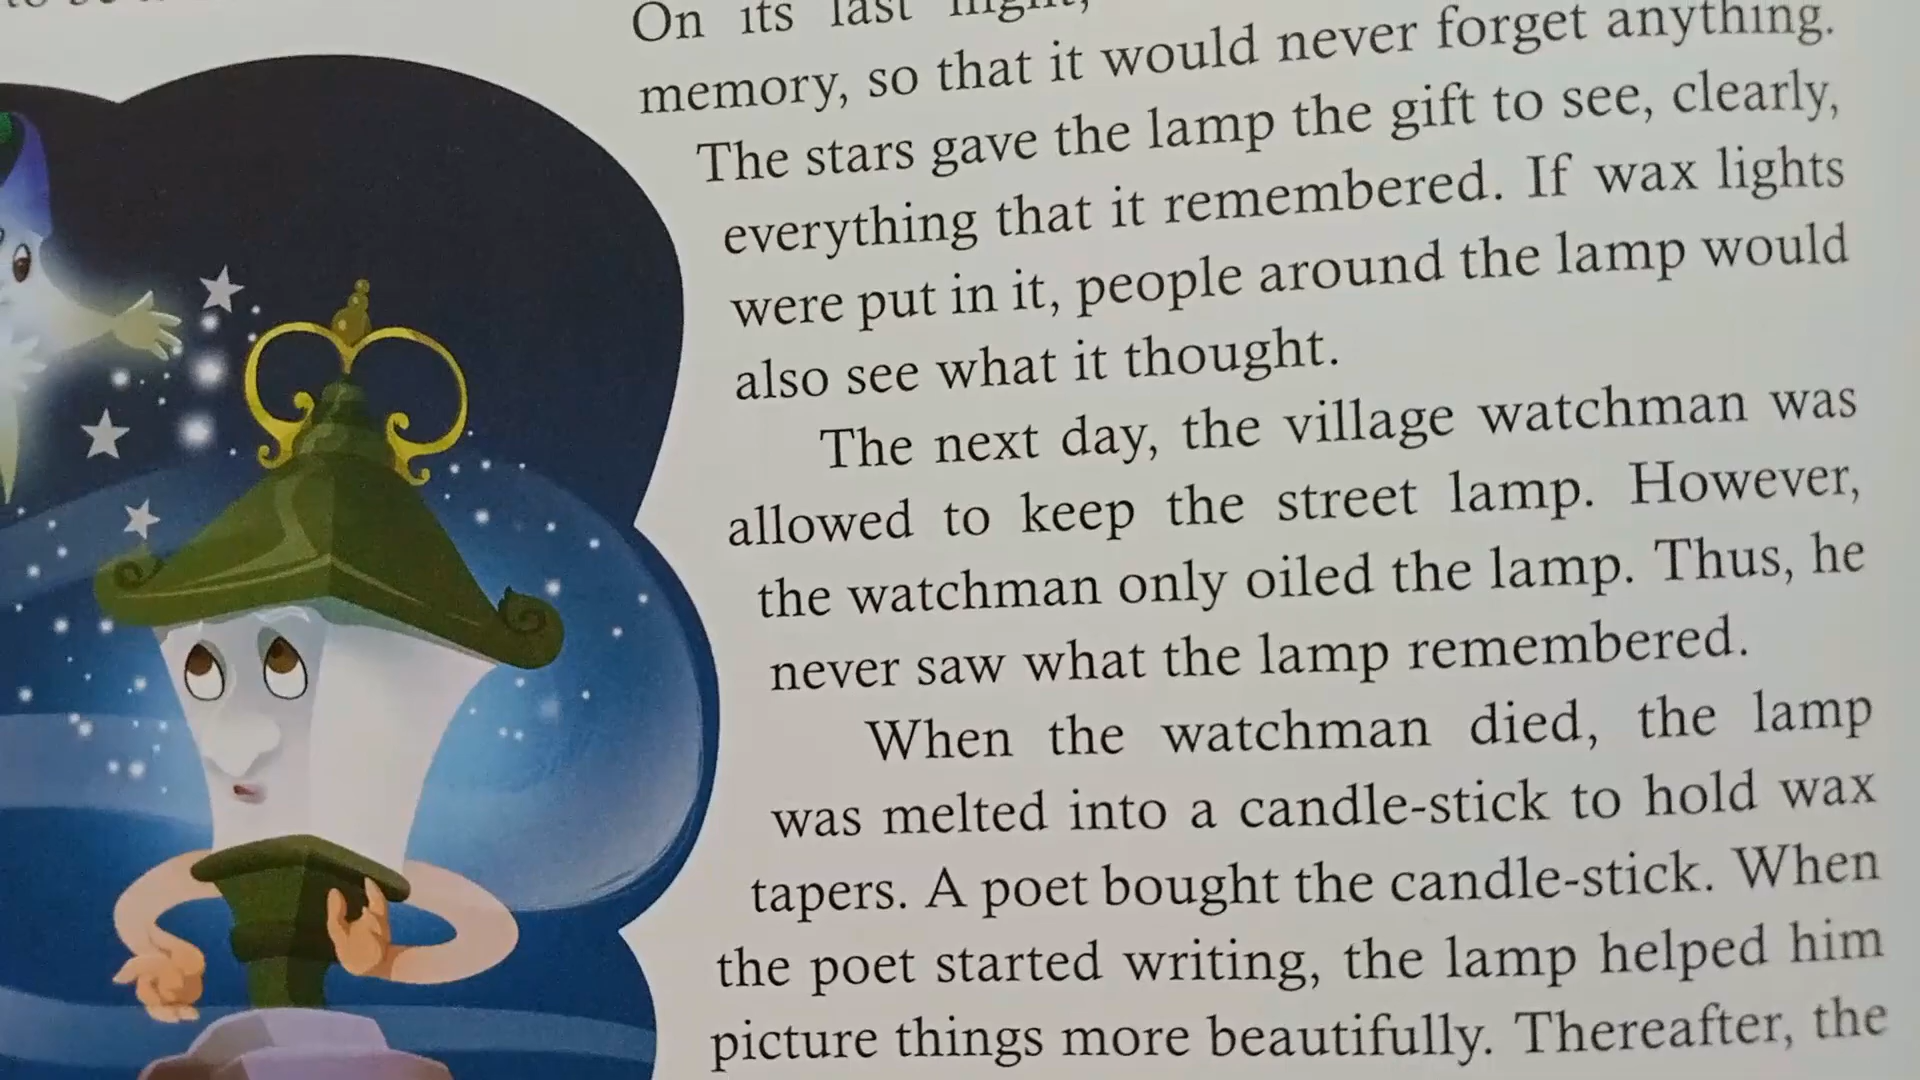 On its last night,
memory, so that it would never forget anything.
The stars gave the lamp the gift to see, clearly,
everything that it remembered. If wax lights
were put in it, people around the lamp would
also see what it thought.
The next day, the village watchman was
allowed to keep the street lamp. However,
the watchman only oiled the lamp. Thus, he
never saw what the lamp remembered.
When the watchman died, the lamp
was melted into a candle-stick to hold wax
tapers. A poet bought the candle-stick. When
the poet started writing, the lamp helped him
picture things more beautifully. Thereafter, the